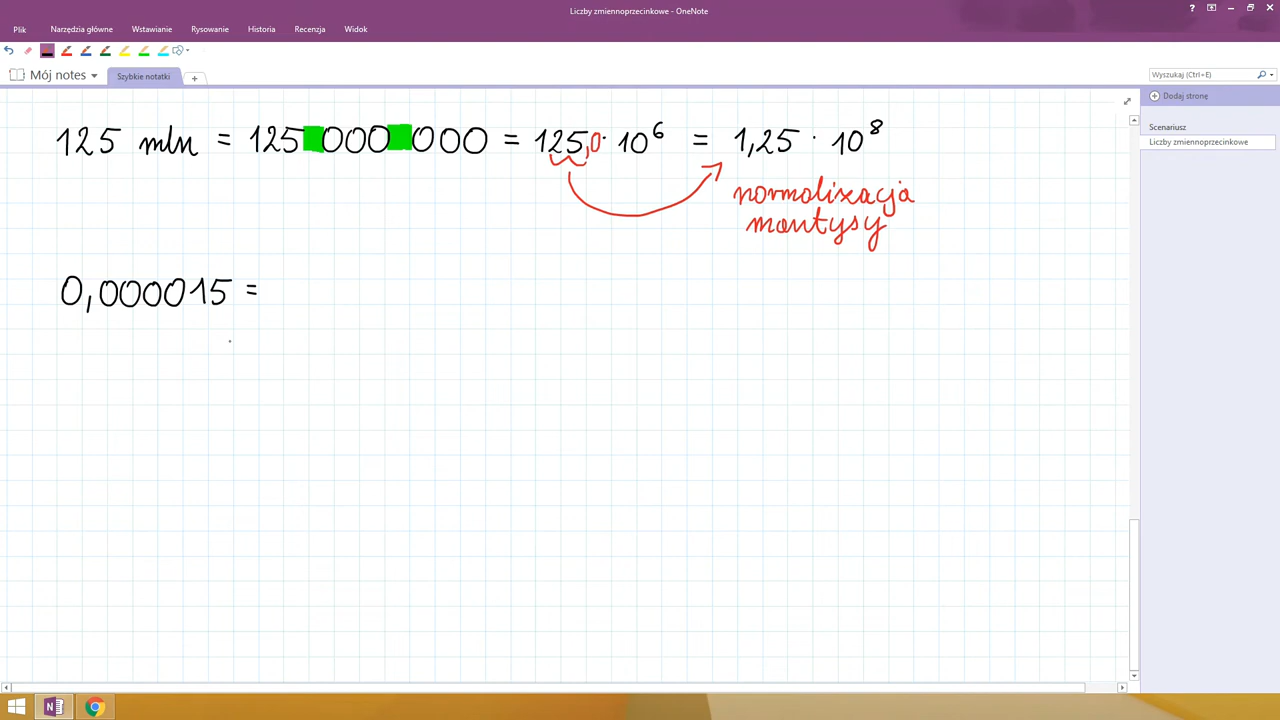 Liczby zmiennoprzecinkowe - OneNote
Plik Narzędzia główne Wstawianie Rysowanie Historia Recenzja Widok
Mój notes Szybkie notatki Wyszukaj (Ctrl+E)
Dodaj stronę
Scenariusz
Liczby zmiennoprzecinkowe
125 mln = 125 000 000 = 125,0 · 10⁶ = 1,25 · 10⁸
normalizacja
mantysy
0,000015 =